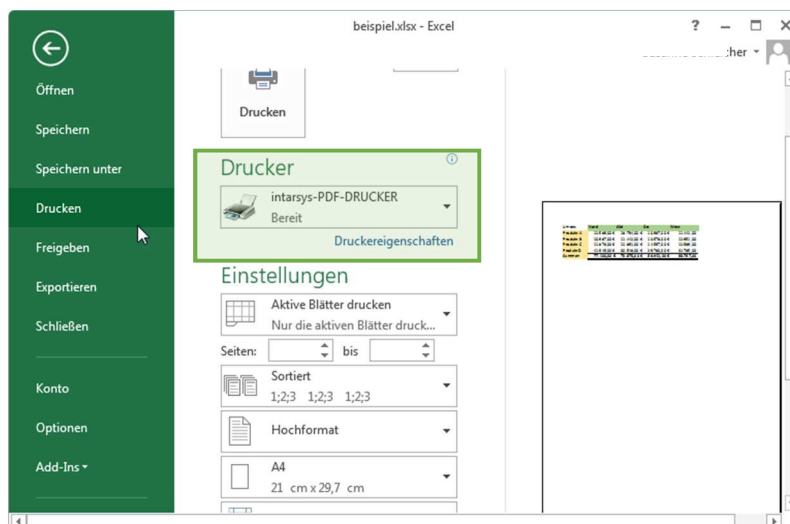 beispiel.xlsx - Excel
?
Öffnen
Speichern
Speichern unter
Drucken
Freigeben
Exportieren
Schließen
Konto
Optionen
Add-Ins
Drucken
Drucker
intarsys-PDF-DRUCKER
Bereit
Druckereigenschaften
Einstellungen
Aktive Blätter drucken
Nur die aktiven Blätter druck...
Seiten: bis
Sortiert
1;2;3 1;2;3 1;2;3
Hochformat
A4
21 cm x 29,7 cm